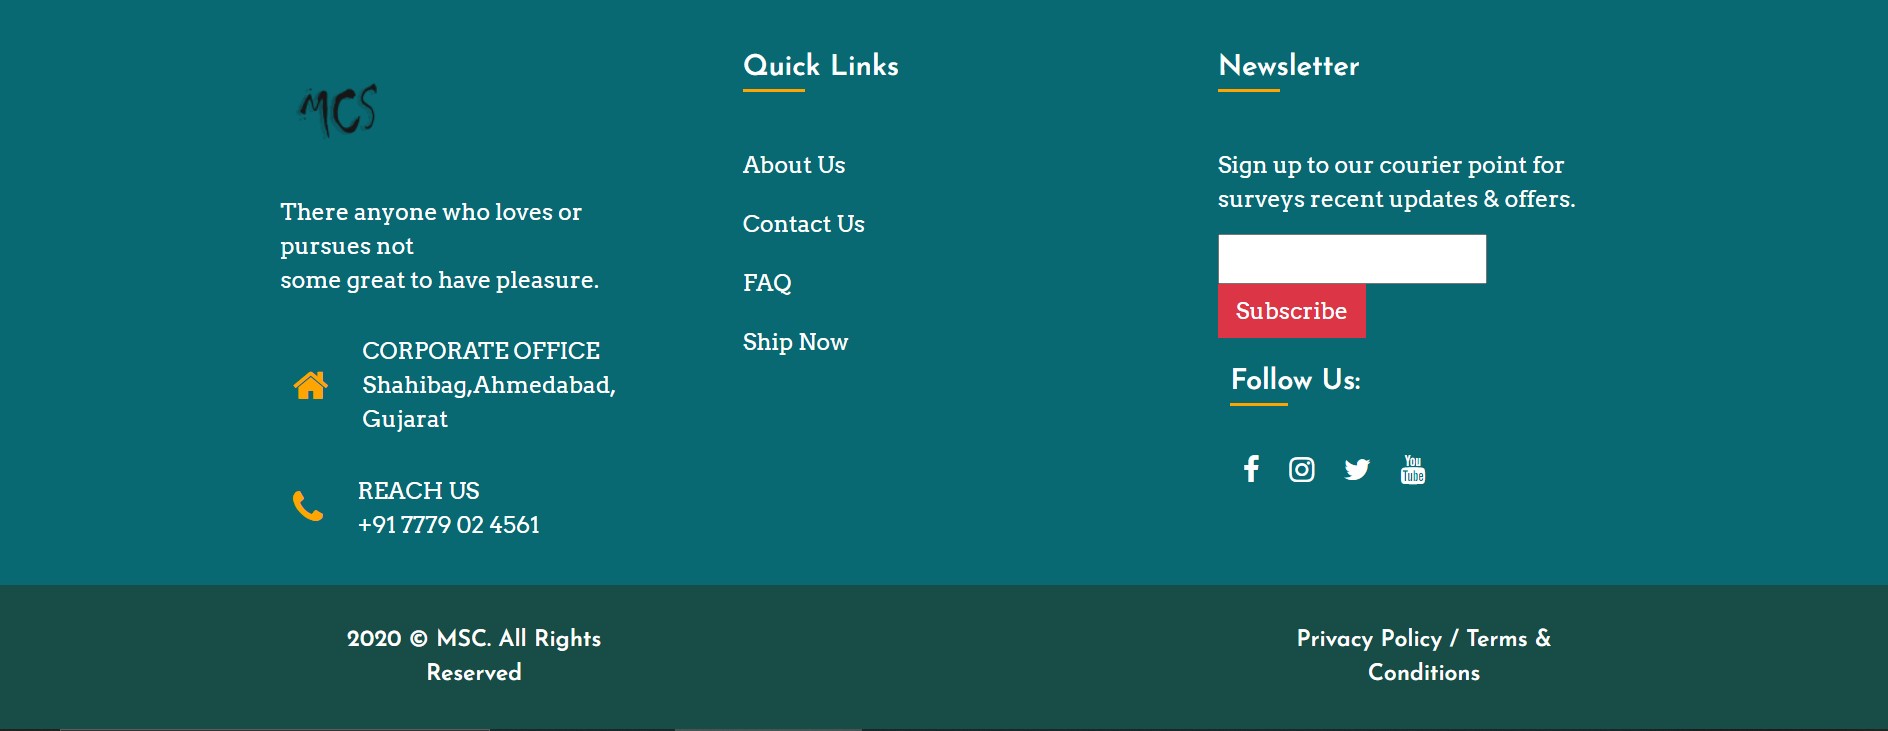 MCS
There anyone who loves or
pursues not
some great to have pleasure.
CORPORATE OFFICE
Shahibag,Ahmedabad,
Gujarat
REACH US
+91 7779 02 4561
Quick Links
About Us
Contact Us
FAQ
Ship Now
Newsletter
Sign up to our courier point for
surveys recent updates & offers.
Subscribe
Follow Us:
You
Tube
2020 © MSC. All Rights
Reserved
Privacy Policy / Terms &
Conditions